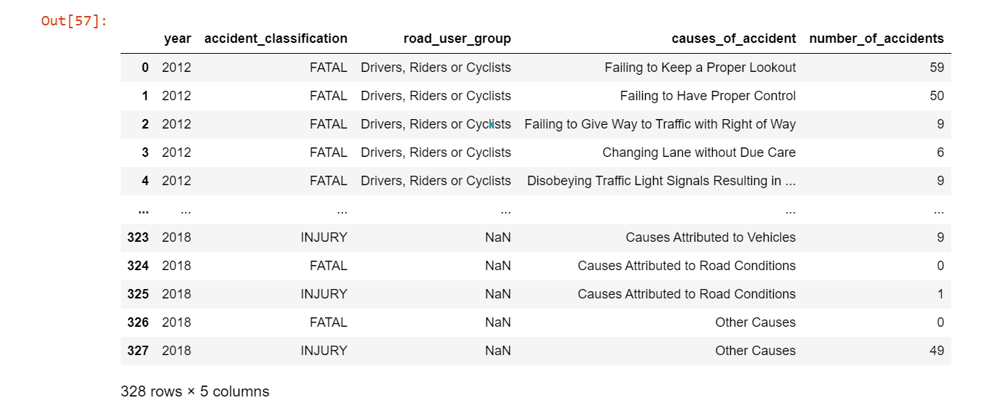 Out[57]:
year accident_classification road_user_group causes_of_accident number_of_accidents
0 2012 FATAL Drivers, Riders or Cyclists Failing to Keep a Proper Lookout 59
1 2012 FATAL Drivers, Riders or Cyclists Failing to Have Proper Control 50
2 2012 FATAL Drivers, Riders or Cyclists Failing to Give Way to Traffic with Right of Way 9
3 2012 FATAL Drivers, Riders or Cyclists Changing Lane without Due Care 6
4 2012 FATAL Drivers, Riders or Cyclists Disobeying Traffic Light Signals Resulting in ... 9
... ... ... ... ... ...
323 2018 INJURY NaN Causes Attributed to Vehicles 9
324 2018 FATAL NaN Causes Attributed to Road Conditions 0
325 2018 INJURY NaN Causes Attributed to Road Conditions 1
326 2018 FATAL NaN Other Causes 0
327 2018 INJURY NaN Other Causes 49
328 rows × 5 columns